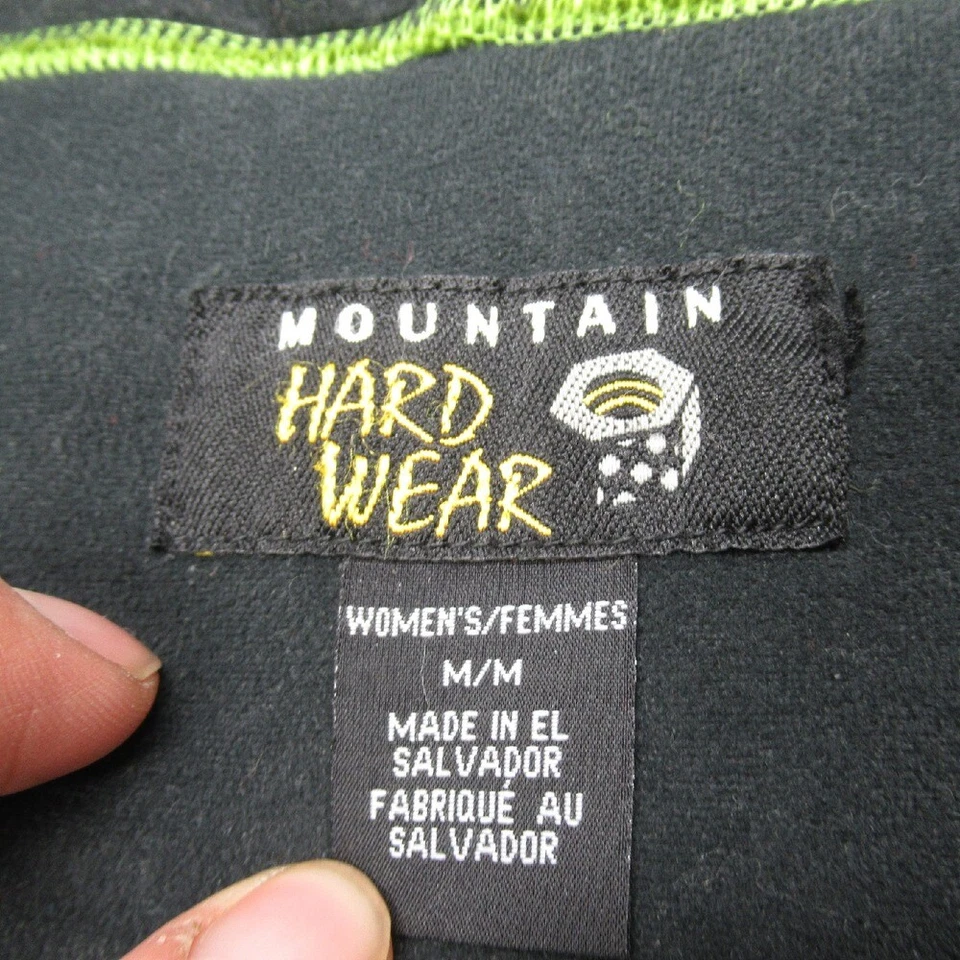 MOUNTAIN
HARD
WEAR
WOMEN'S/FEMMES
M/M
MADE IN EL
SALVADOR
FABRIQUÉ AU
SALVADOR